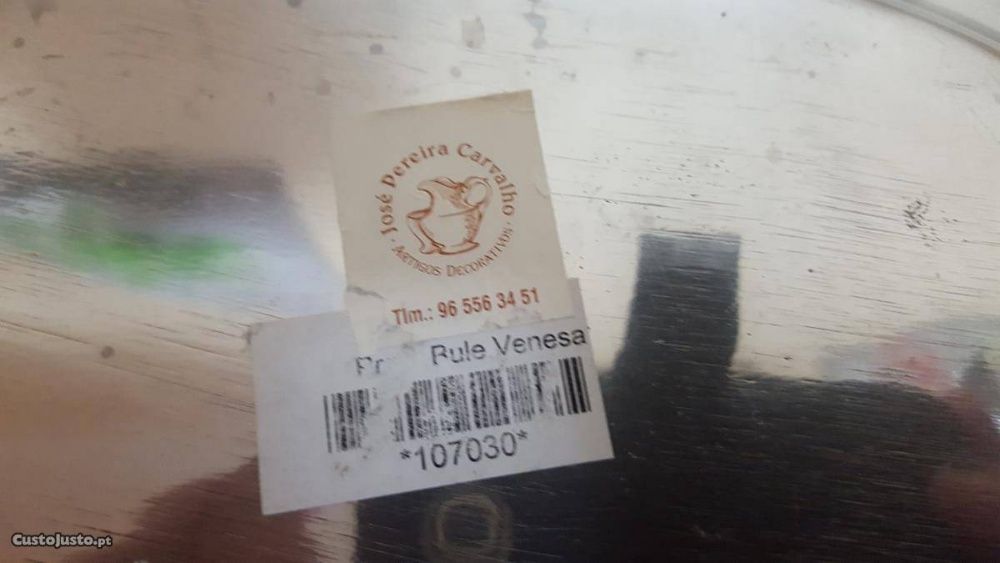 José Pereira Carvalho
· ARTIGOS DECORATIVOS ·
Tlm.: 96 556 34 51
Rule Venesa
*107030*
CustoJusto.pt